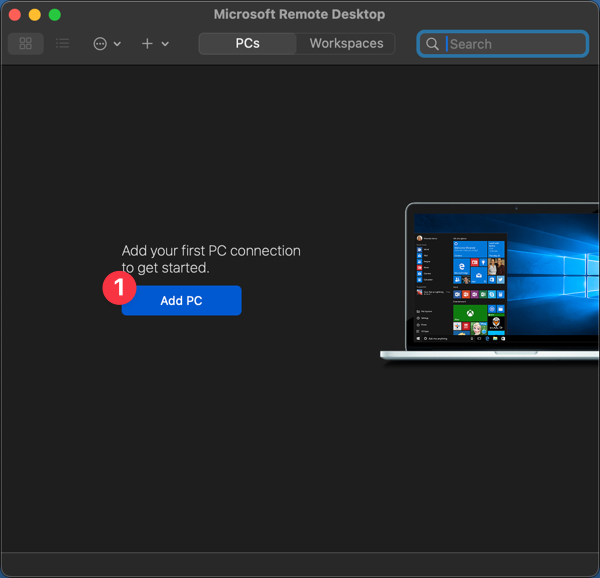 Microsoft Remote Desktop
PCs
Workspaces
Search
Add your first PC connection
to get started.
1
Add PC